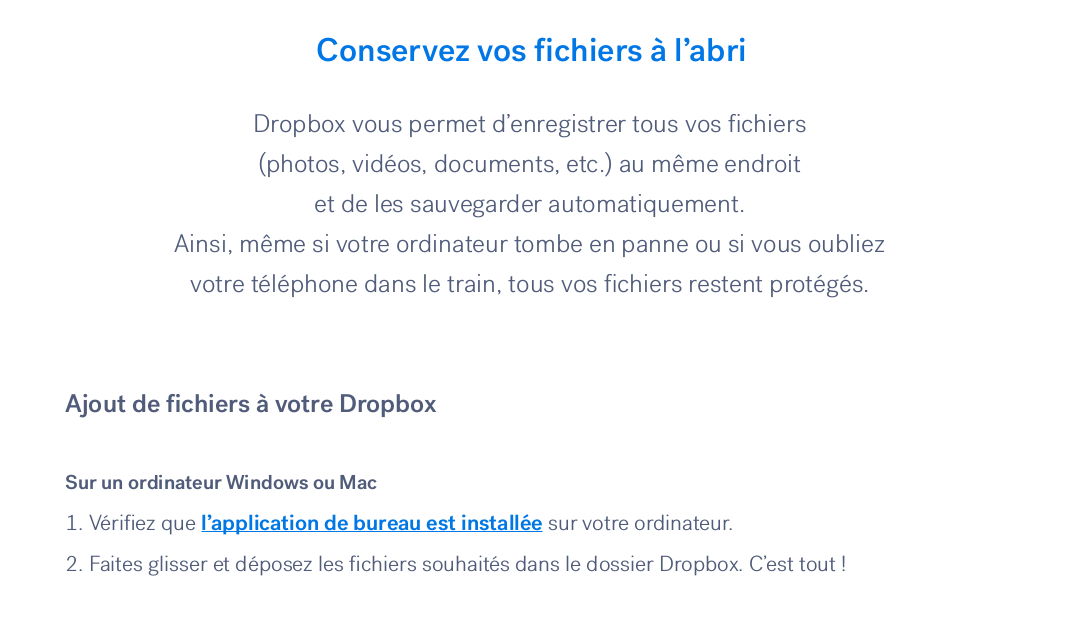 Conservez vos fichiers à l’abri
Dropbox vous permet d’enregistrer tous vos fichiers
(photos, vidéos, documents, etc.) au même endroit
et de les sauvegarder automatiquement.
Ainsi, même si votre ordinateur tombe en panne ou si vous oubliez
votre téléphone dans le train, tous vos fichiers restent protégés.
Ajout de fichiers à votre Dropbox
Sur un ordinateur Windows ou Mac
1. Vérifiez que l’application de bureau est installée sur votre ordinateur.
2. Faites glisser et déposez les fichiers souhaités dans le dossier Dropbox. C’est tout !